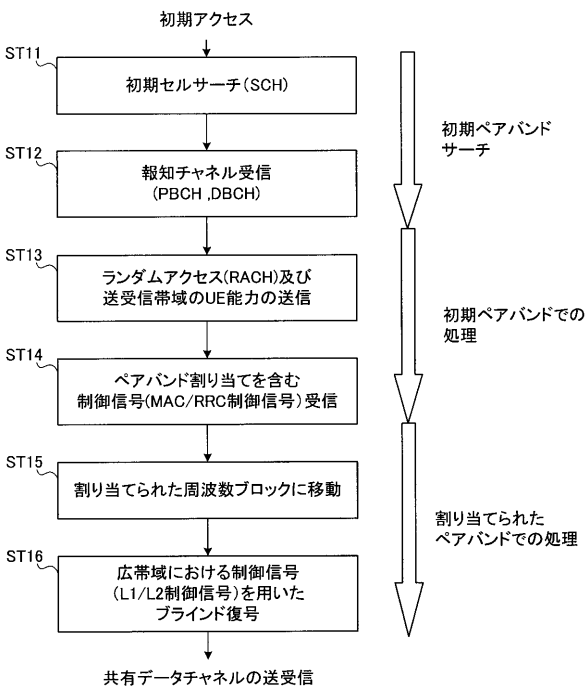 初期アクセス
ST11
初期セルサーチ(SCH)
ST12
報知チャネル受信
(PBCH ,DBCH)
初期ペアバンド
サーチ
ST13
ランダムアクセス(RACH)及び
送受信帯域のUE能力の送信
ST14
ペアバンド割り当てを含む
制御信号(MAC/RRC制御信号)受信
初期ペアバンドでの
処理
ST15
割り当てられた周波数ブロックに移動
ST16
広帯域における制御信号
(L1/L2制御信号)を用いた
ブラインド復号
割り当てられた
ペアバンドでの処理
共有データチャネルの送受信